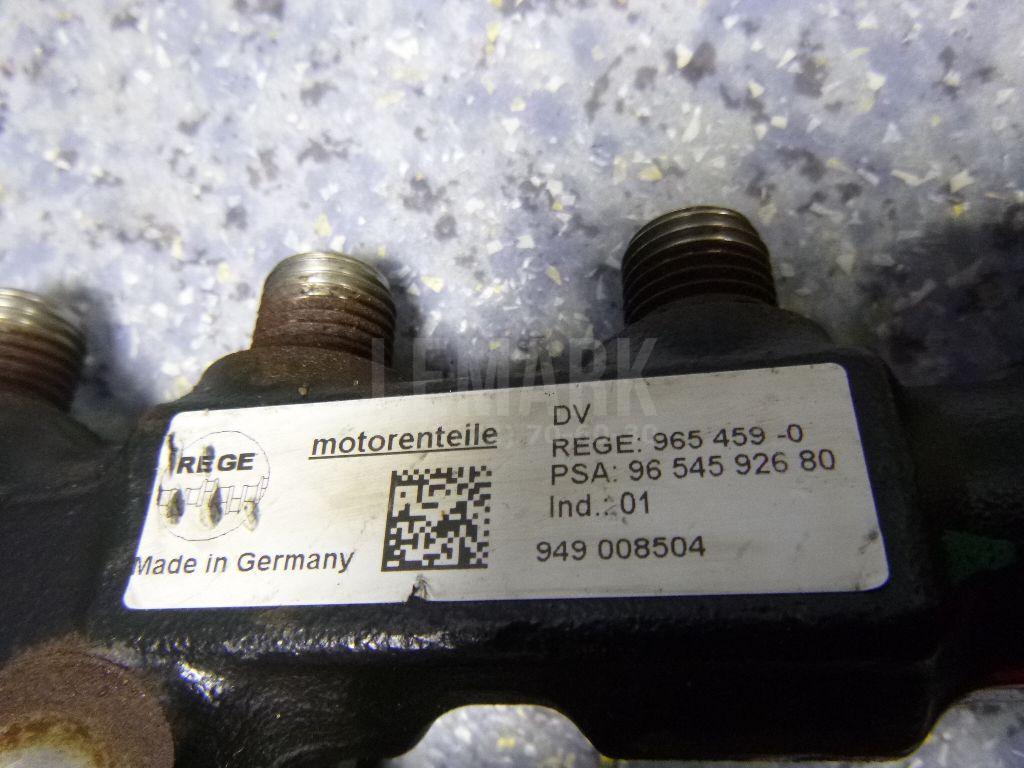 LEMARK
REGE
motorenteile
Made in Germany
DV
REGE: 965 459 -0
PSA: 96 545 926 80
Ind.: 01
949 008504